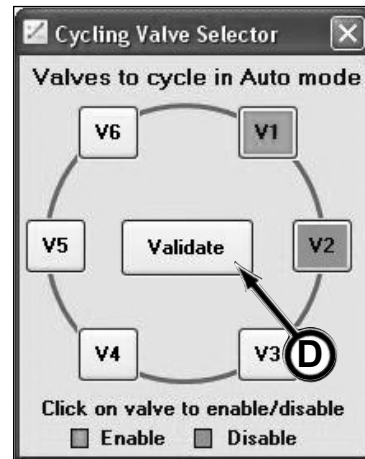 Cycling Valve Selector
Valves to cycle in Auto mode
V6 V1
V5 Validate V2
V4 V3
D
Click on valve to enable/disable
Enable Disable